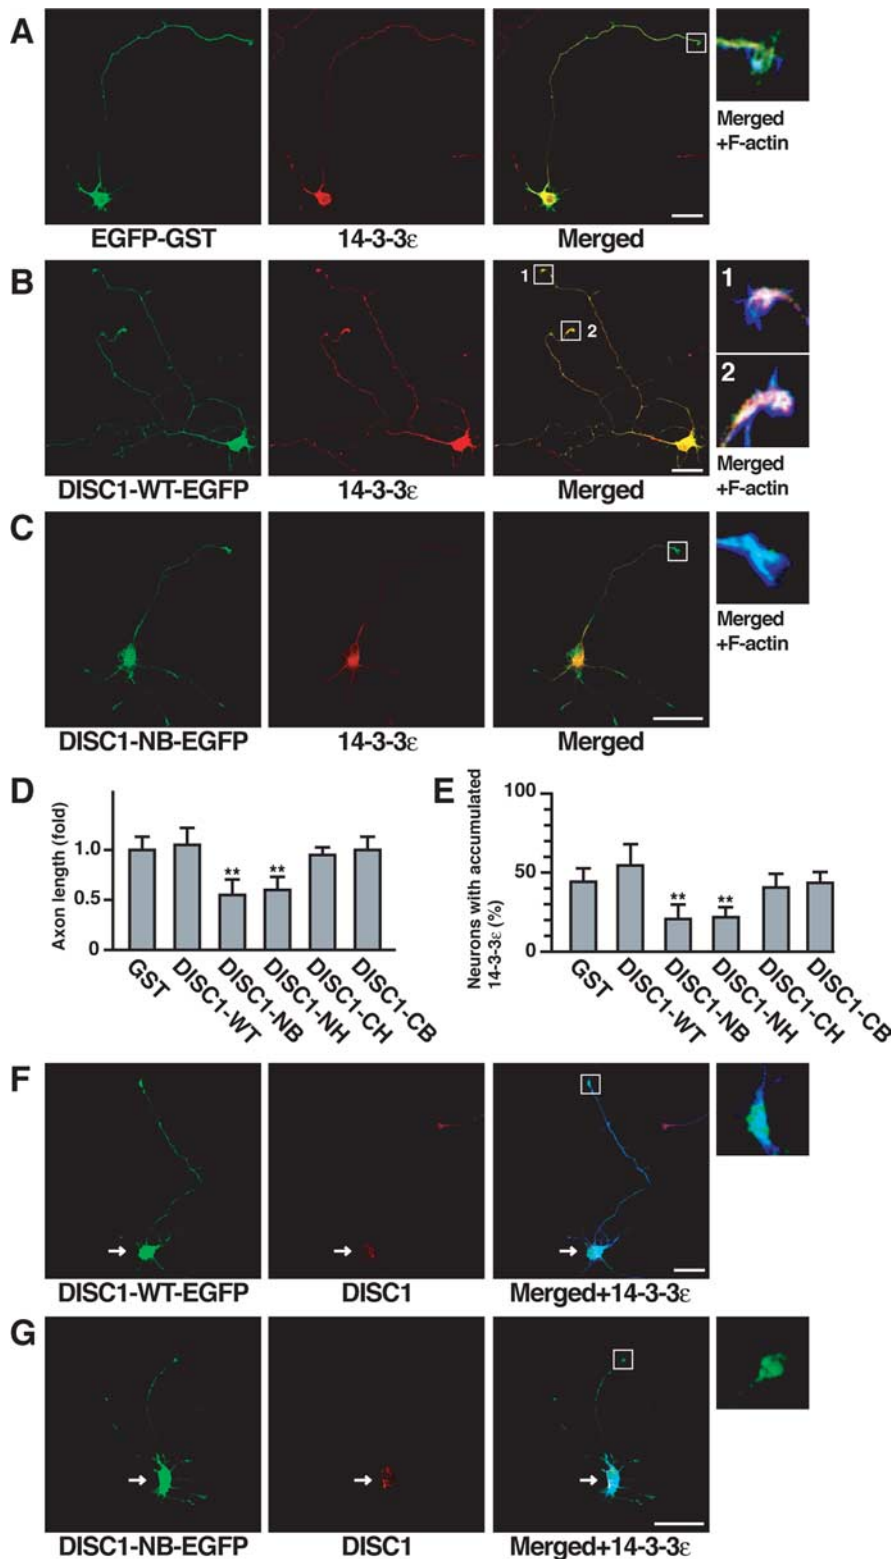 A
EGFP-GST
14-3-3ε
Merged
Merged
+F-actin
B
1
2
1
2
DISC1-WT-EGFP
14-3-3ε
Merged
Merged
+F-actin
C
DISC1-NB-EGFP
14-3-3ε
Merged
Merged
+F-actin
D
Axon length (fold)
1.0
0.5
0
**
**
GST
DISC1-WT
DISC1-NB
DISC1-NH
DISC1-CH
DISC1-CB
E
Neurons with accumulated
14-3-3ε (%)
100
50
0
**
**
GST
DISC1-WT
DISC1-NB
DISC1-NH
DISC1-CH
DISC1-CB
F
DISC1-WT-EGFP
DISC1
Merged+14-3-3ε
G
DISC1-NB-EGFP
DISC1
Merged+14-3-3ε